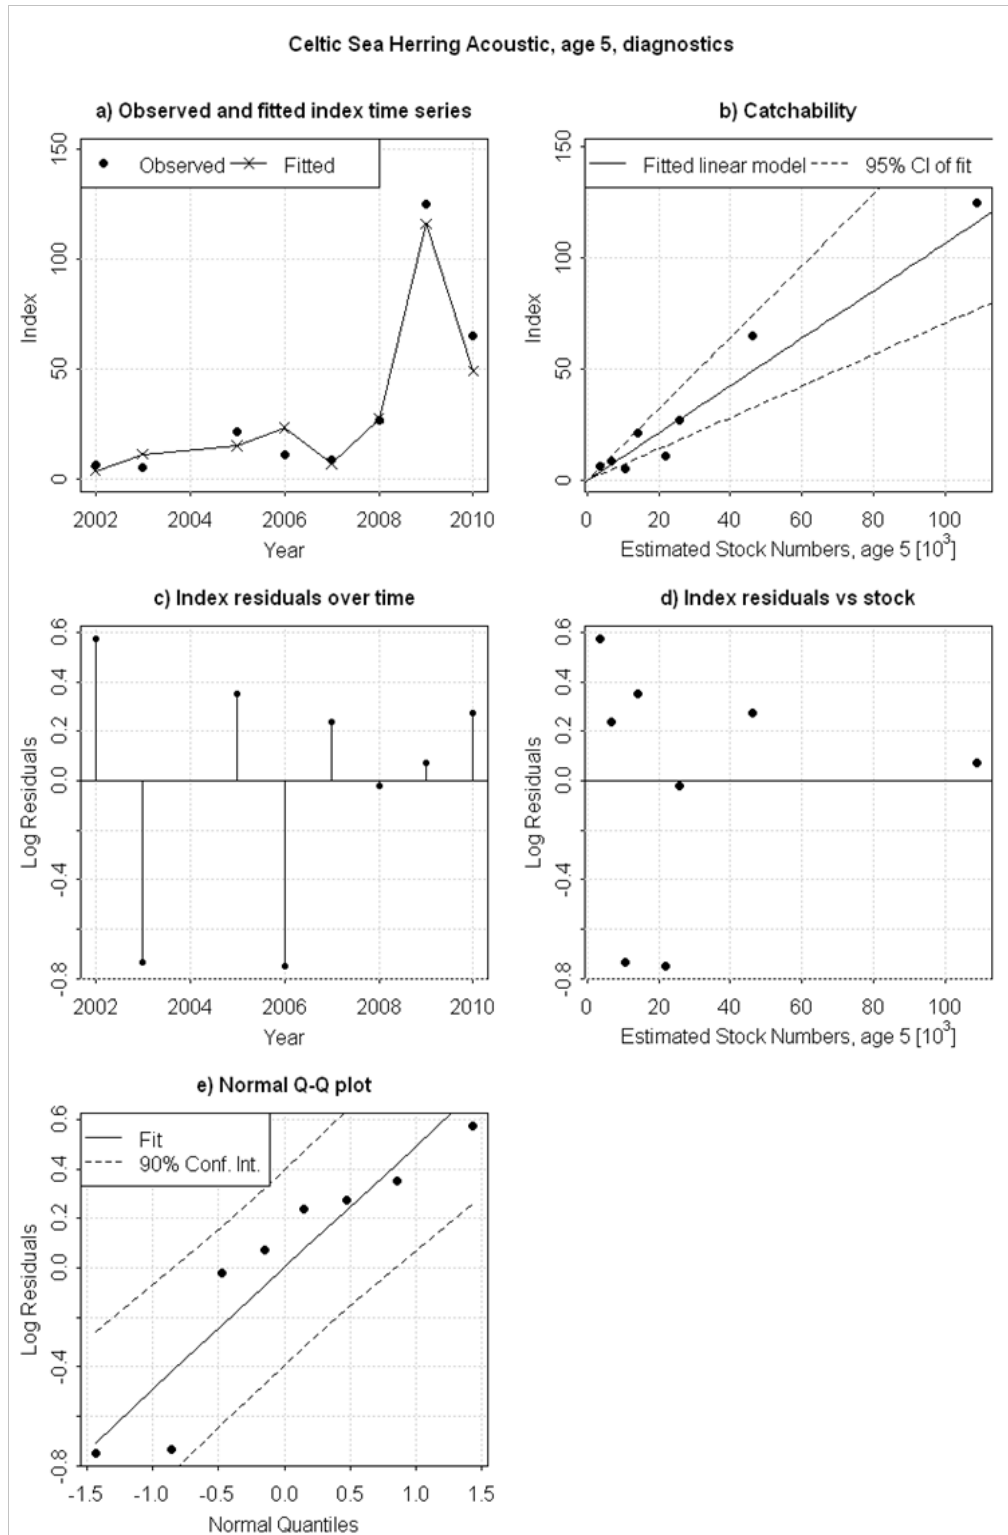 Celtic Sea Herring Acoustic, age 5, diagnostics
a) Observed and fitted index time series
Observed Fitted
150
100
50
0
Index
2002 2004 2006 2008 2010
Year
b) Catchability
Fitted linear model 95% CI of fit
150
100
50
0
Index
0 20 40 60 80 100
Estimated Stock Numbers, age 5 [10³]
c) Index residuals over time
0.6
0.4
0.2
0.0
-0.4
-0.8
Log Residuals
2002 2004 2006 2008 2010
Year
d) Index residuals vs stock
0.6
0.4
0.2
0.0
-0.4
-0.8
Log Residuals
0 20 40 60 80 100
Estimated Stock Numbers, age 5 [10³]
e) Normal Q-Q plot
Fit
90% Conf. Int.
0.6
0.4
0.2
0.0
-0.4
-0.8
Log Residuals
-1.5 -1.0 -0.5 0.0 0.5 1.0 1.5
Normal Quantiles